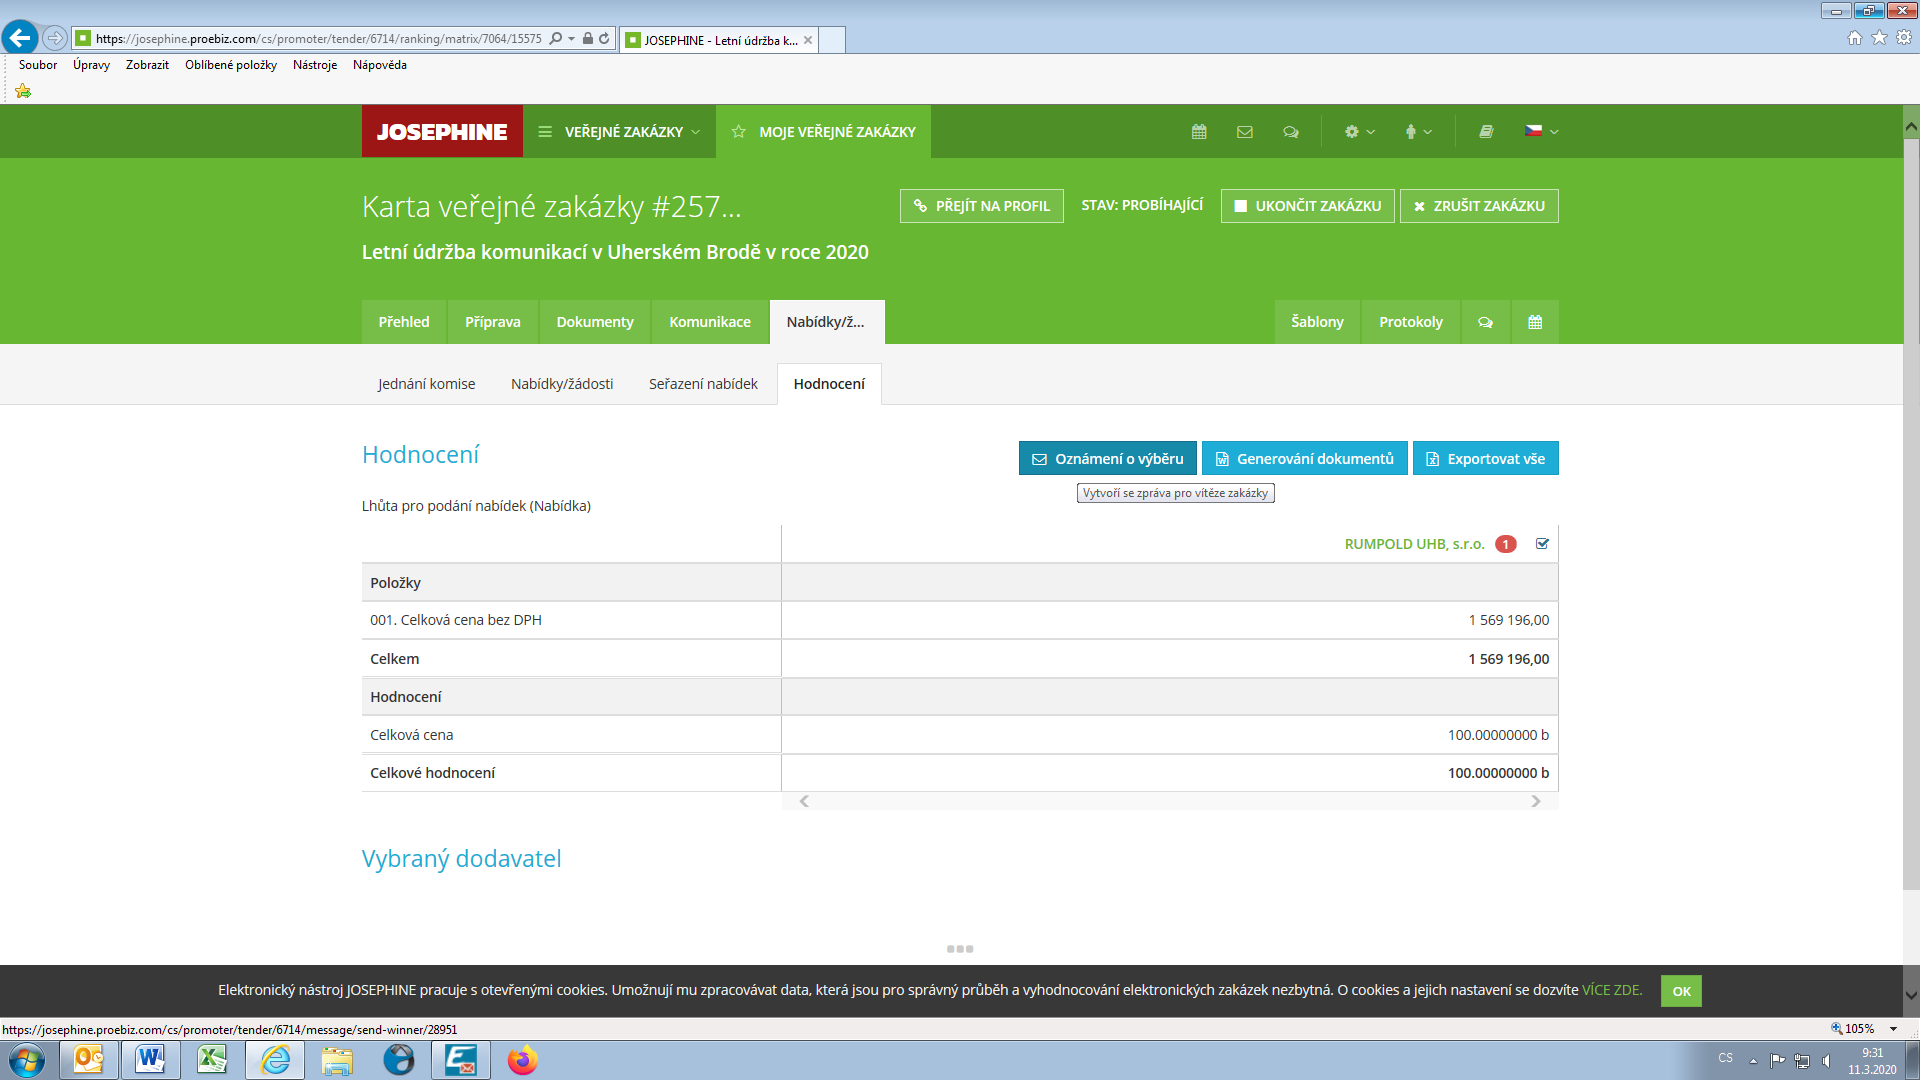 https://josephine.proebiz.com/cs/promoter/tender/6714/ranking/matrix/7064/15575
JOSEPHINE - Letní údržba k...
Soubor Úpravy Zobrazit Oblíbené položky Nástroje Nápověda
JOSEPHINE VEŘEJNÉ ZAKÁZKY MOJE VEŘEJNÉ ZAKÁZKY
Karta veřejné zakázky #257...
PŘEJÍT NA PROFIL STAV: PROBÍHAJÍCÍ UKONČIT ZAKÁZKU ZRUŠIT ZAKÁZKU
Letní údržba komunikací v Uherském Brodě v roce 2020
Přehled Příprava Dokumenty Komunikace Nabídky/ž... Šablony Protokoly
Jednání komise Nabídky/žádosti Seřazení nabídek Hodnocení
Hodnocení
Oznámení o výběru Generování dokumentů Exportovat vše
Vytvoří se zpráva pro vítěze zakázky
Lhůta pro podání nabídek (Nabídka)
RUMPOLD UHB, s.r.o. 1
Položky
001. Celková cena bez DPH 1 569 196,00
Celkem 1 569 196,00
Hodnocení
Celková cena 100.00000000 b
Celkové hodnocení 100.00000000 b
Vybraný dodavatel
Elektronický nástroj JOSEPHINE pracuje s otevřenými cookies. Umožnují mu zpracovávat data, která jsou pro správný průběh a vyhodnocování elektronických zakázek nezbytná. O cookies a jejich nastavení se dozvíte VÍCE ZDE. OK
https://josephine.proebiz.com/cs/promoter/tender/6714/message/send-winner/28951
105%
CS 9:31
11.3.2020